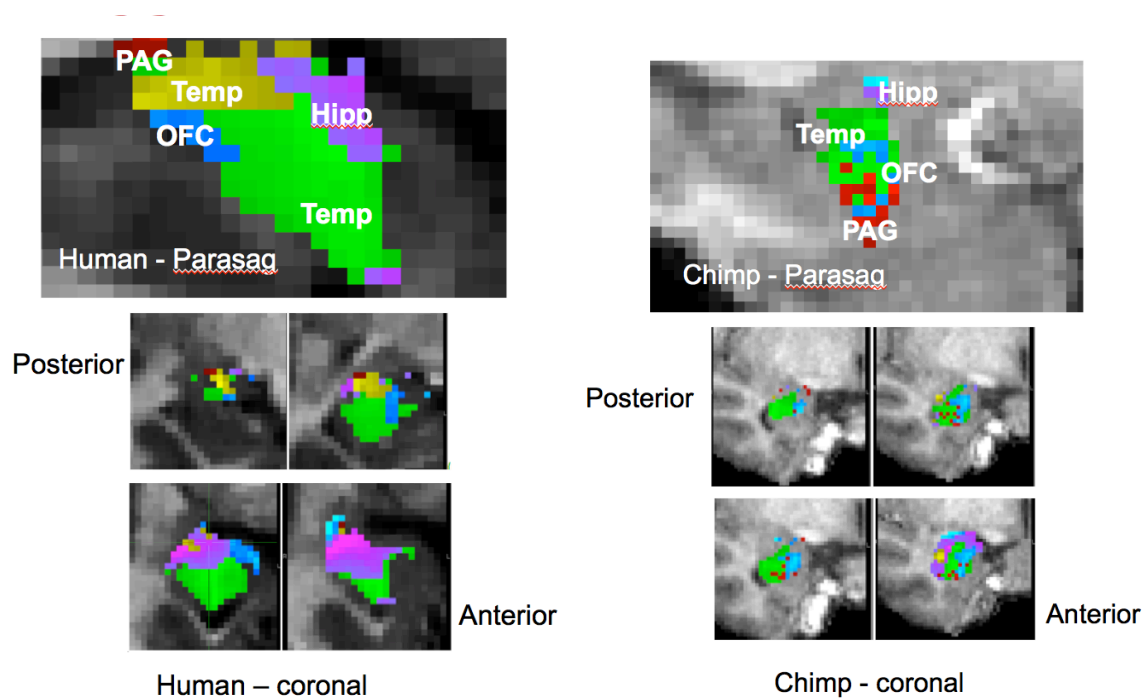 PAG
Temp
Hipp
OFC
Temp
Human - Parasag
Hipp
Temp
OFC
PAG
Chimp - Parasag
Posterior
Anterior
Human – coronal
Posterior
Anterior
Chimp - coronal